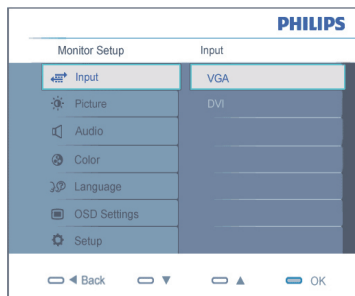 PHILIPS
Monitor Setup Input
Input VGA
Picture DVI
Audio
Color
Language
OSD Settings
Setup
Back OK